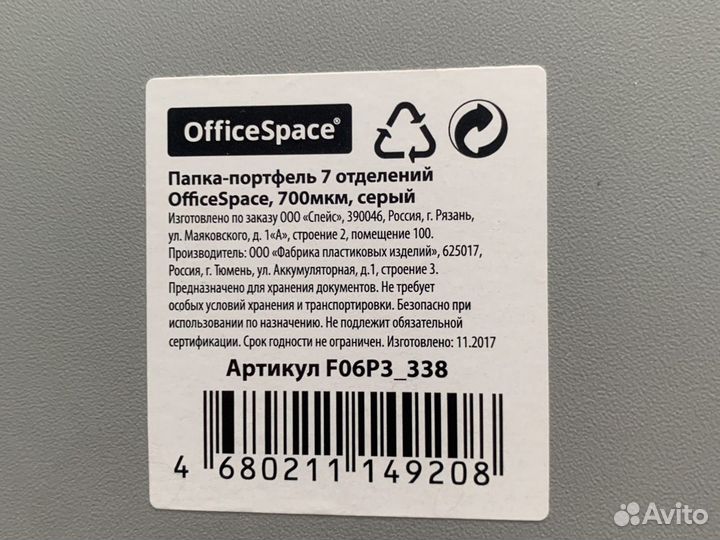 OfficeSpace®
Папка-портфель 7 отделений
OfficeSpace, 700мкм, серый
Изготовлено по заказу ООО «Спейс», 390046, Россия, г. Рязань,
ул. Маяковского, д. 1«А», строение 2, помещение 100.
Производитель: ООО «Фабрика пластиковых изделий», 625017,
Россия, г. Тюмень, ул. Аккумуляторная, д.1, строение 3.
Предназначено для хранения документов. Не требует
особых условий хранения и транспортировки. Безопасно при
использовании по назначению. Не подлежит обязательной
сертификации. Срок годности не ограничен. Изготовлено: 11.2017
Артикул F06P3_338
4 680211 149208
Avito